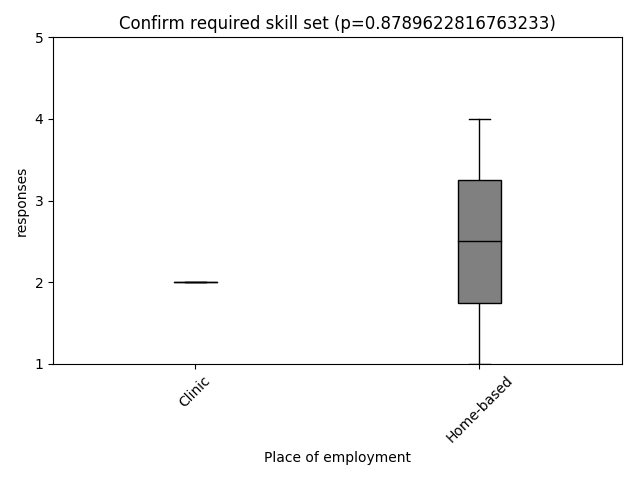 Confirm required skill set (p=0.8789622816763233)
5
4
3
2
1
responses
Clinic
Home-based
Place of employment